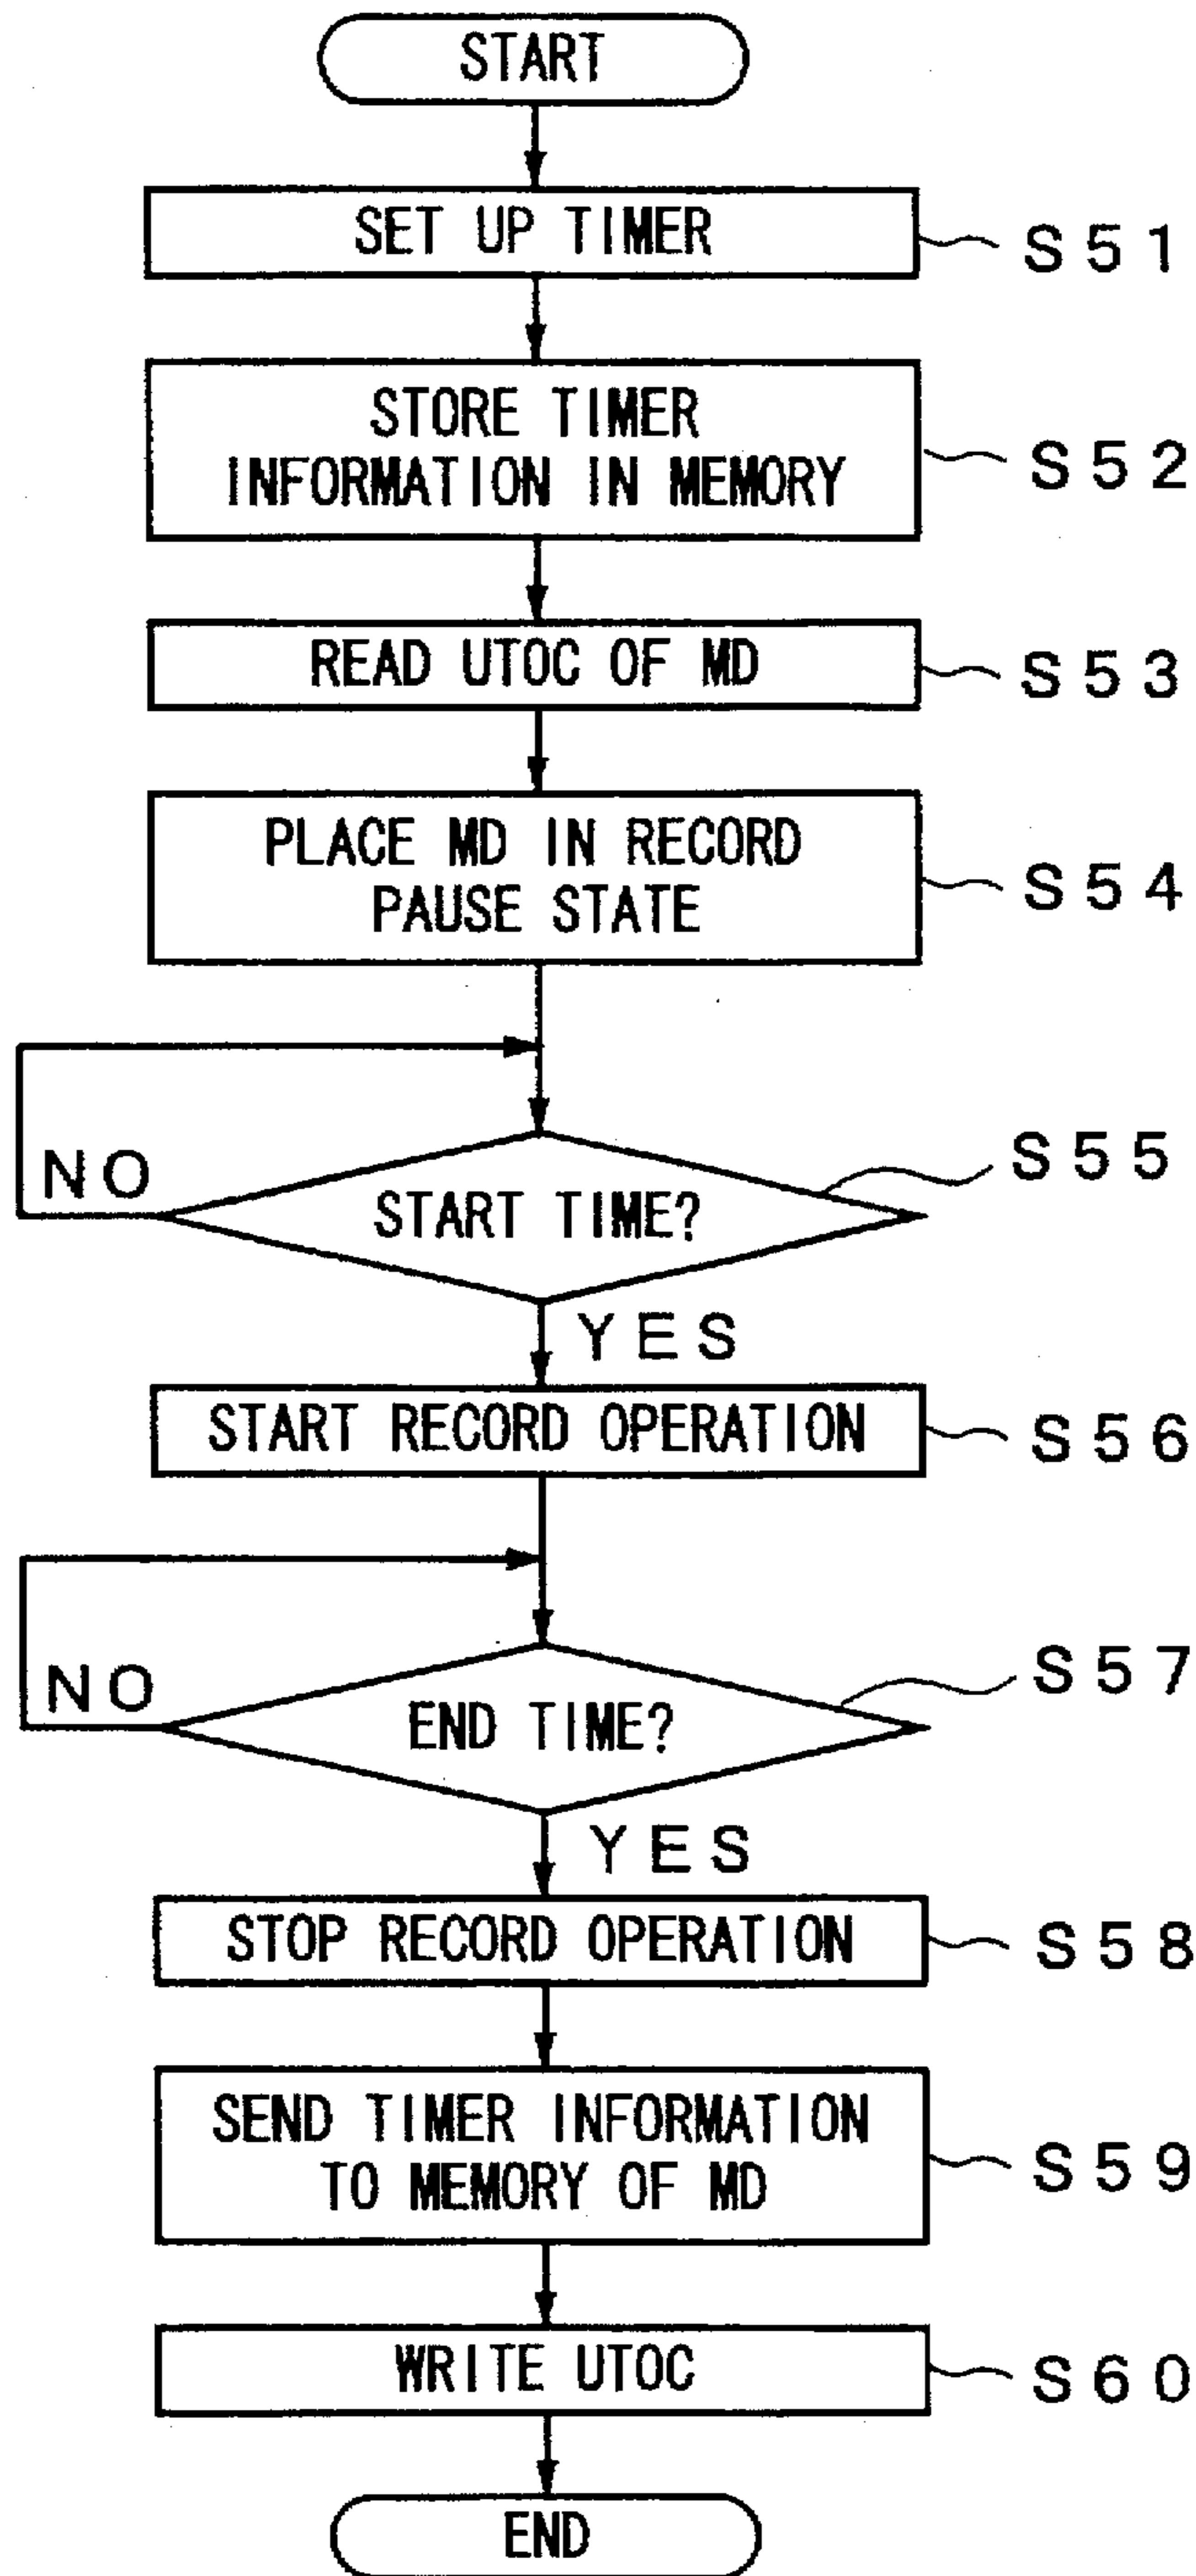 START
SET UP TIMER
S51
STORE TIMER
INFORMATION IN MEMORY
S52
READ UTOC OF MD
S53
PLACE MD IN RECORD
PAUSE STATE
S54
NO
START TIME?
S55
YES
START RECORD OPERATION
S56
NO
END TIME?
S57
YES
STOP RECORD OPERATION
S58
SEND TIMER INFORMATION
TO MEMORY OF MD
S59
WRITE UTOC
S60
END